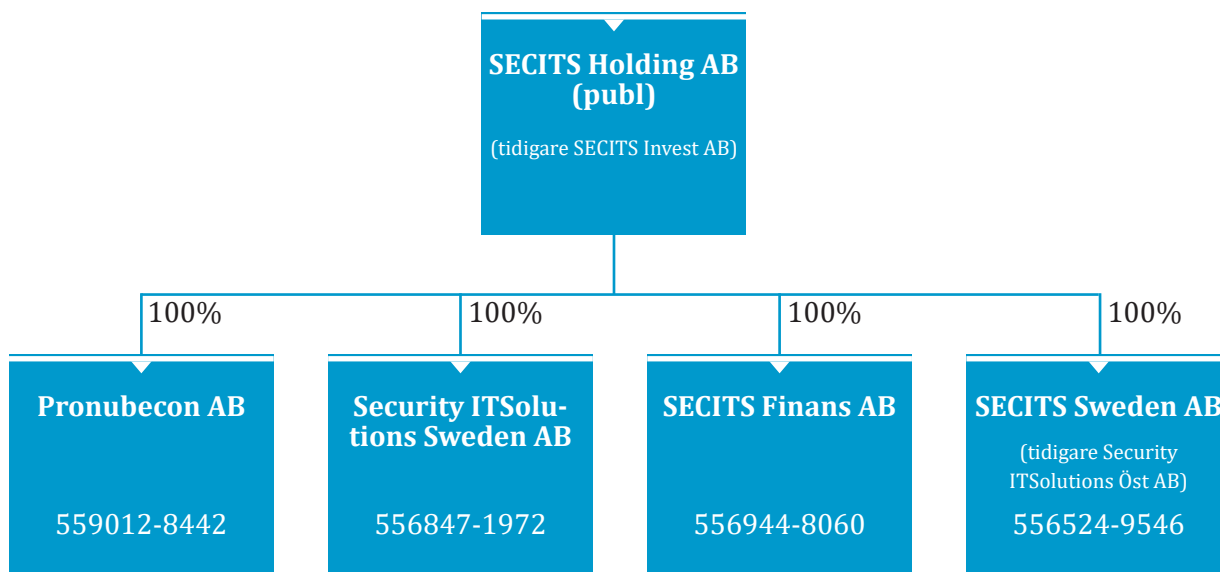 SECITS Holding AB
(publ)
(tidigare SECITS Invest AB)
100%
100%
100%
100%
Pronubecon AB
559012-8442
Security ITSolu-
tions Sweden AB
556847-1972
SECITS Finans AB
556944-8060
SECITS Sweden AB
(tidigare Security
ITSolutions Öst AB)
556524-9546